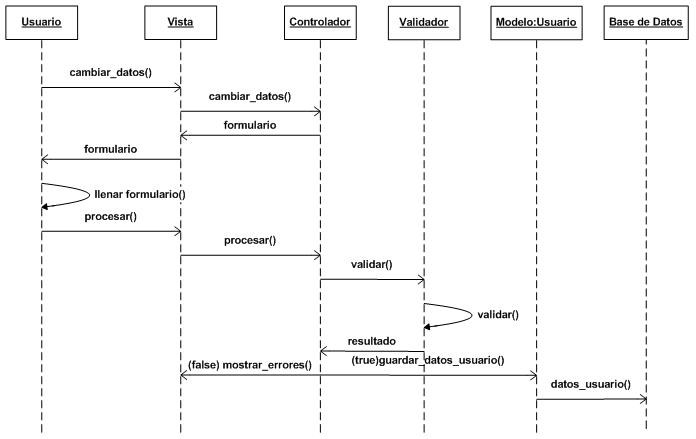 Usuario
Vista
Controlador
Validador
Modelo:Usuario
Base de Datos
cambiar_datos()
cambiar_datos()
formulario
formulario
llenar formulario()
procesar()
procesar()
validar()
validar()
resultado
(false) mostrar_errores()
(true)guardar_datos_usuario()
datos_usuario()